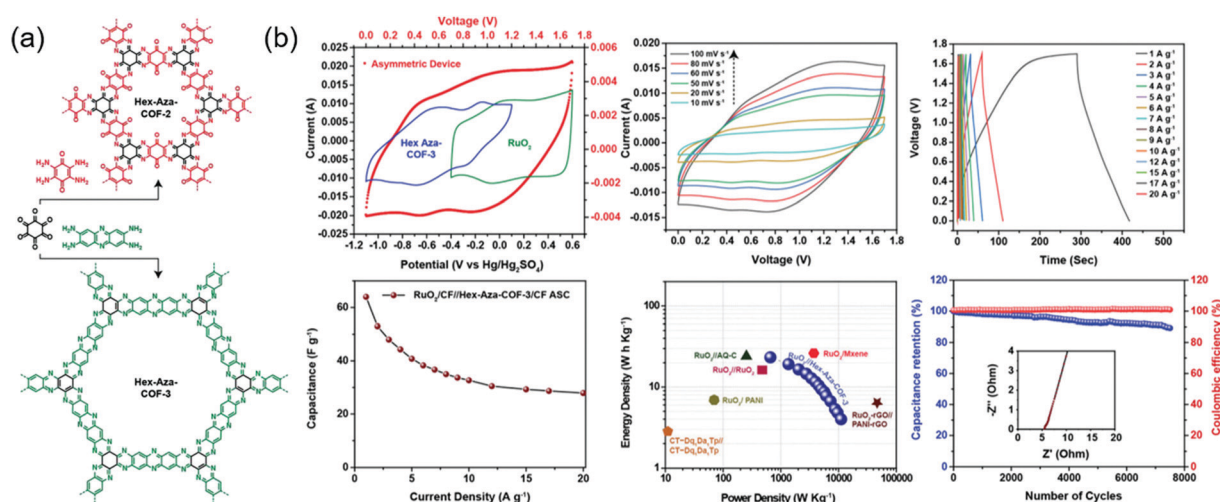 (a)
Hex-Aza-
COF-2
Hex-Aza-
COF-3
(b)
Voltage (V)
0.0 0.2 0.4 0.6 0.8 1.0 1.2 1.4 1.6
Asymmetric Device
Hex Aza-
COF-3
RuO2
0.025
0.020
0.015
0.010
0.005
0.000
-0.005
-0.010
-0.015
-0.020
-0.025
Current (A)
0.006
0.004
0.002
0.000
-0.002
-0.004
-1.2 -1.0 -0.8 -0.6 -0.4 -0.2 0.0 0.2 0.4 0.6 0.8
Potential (V vs Hg/Hg2SO4)
100 mV s-1
80 mV s-1
60 mV s-1
50 mV s-1
20 mV s-1
10 mV s-1
0.020
0.015
0.010
0.005
0.000
-0.005
-0.010
-0.015
Current (A)
0.0 0.2 0.4 0.6 0.8 1.0 1.2 1.4 1.6 1.8
Voltage (V)
1.8
1.6
1.4
1.2
1.0
0.8
0.6
0.4
0.2
0.0
Voltage (V)
1 A g-1
2 A g-1
3 A g-1
4 A g-1
5 A g-1
6 A g-1
7 A g-1
8 A g-1
9 A g-1
10 A g-1
12 A g-1
15 A g-1
17 A g-1
20 A g-1
0 100 200 300 400 500
Time (Sec)
RuO2/CF//Hex-Aza-COF-3/CF ASC
60
40
20
0
Capacitance (F g-1)
0 5 10 15 20
Current Density (A g-1)
100
10
1
Energy Density (W h Kg-1)
RuO2//AQ-C
RuO2//RuO2
RuO2/ PANI
RuO2/Mxene
RuO2//Hex-Aza-COF-3
RuO2-rGO//
PANI-rGO
CT-Dq1Da1Tp//
CT-Dq1Da1Tp
10 100 1000 10000 100000
Power Density (W Kg-1)
120
100
80
60
40
20
0
Capacitance retention (%)
120
100
80
60
40
20
0
Coulombic efficiency (%)
-Z'' (Ohm)
4
3
2
1
0
0 5 10 15 20
Z' (Ohm)
0 2000 4000 6000 8000
Number of Cycles